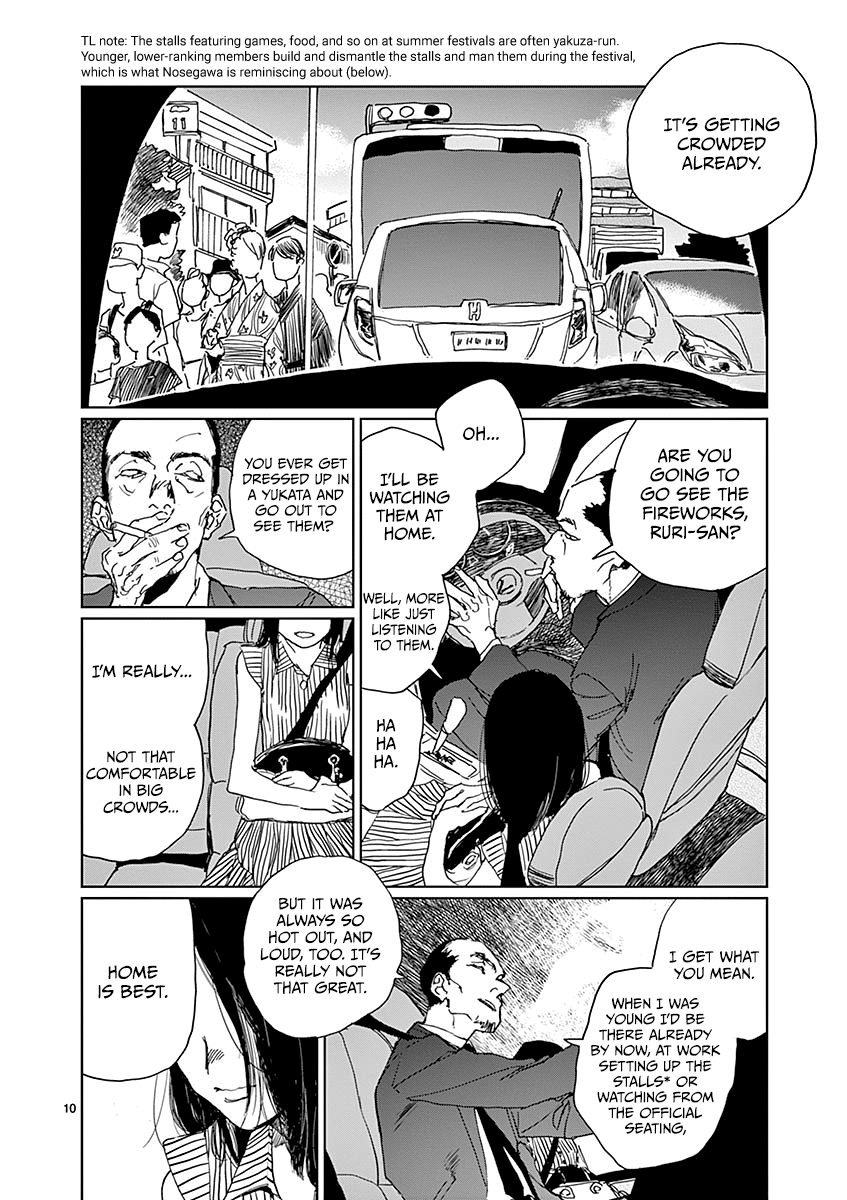 TL note: The stalls featuring games, food, and so on at summer festivals are often yakuza-run.
Younger, lower-ranking members build and dismantle the stalls and man them during the festival,
which is what Nosegawa is reminiscing about (below).
11
IT'S GETTING
CROWDED
ALREADY.
ARE YOU
GOING TO
GO SEE THE
FIREWORKS,
RURI-SAN?
OH...
I'LL BE
WATCHING
THEM AT
HOME.
WELL, MORE
LIKE JUST
LISTENING
TO THEM.
HA
HA
HA.
YOU EVER GET
DRESSED UP IN
A YUKATA AND
GO OUT TO
SEE THEM?
I'M REALLY...
NOT THAT
COMFORTABLE
IN BIG
CROWDS...
I GET WHAT
YOU MEAN.
WHEN I WAS
YOUNG I'D BE
THERE ALREADY
BY NOW, AT WORK
SETTING UP THE
STALLS* OR
WATCHING FROM
THE OFFICIAL
SEATING,
BUT IT WAS
ALWAYS SO
HOT OUT, AND
LOUD, TOO. IT'S
REALLY NOT
THAT GREAT.
HOME
IS BEST.
10